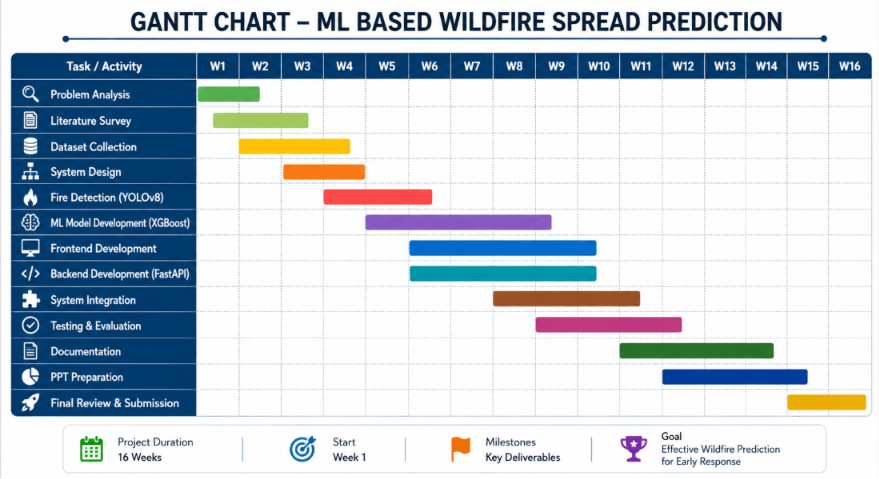 GANTT CHART – ML BASED WILDFIRE SPREAD PREDICTION
Task / Activity W1 W2 W3 W4 W5 W6 W7 W8 W9 W10 W11 W12 W13 W14 W15 W16
Problem Analysis
Literature Survey
Dataset Collection
System Design
Fire Detection (YOLOv8)
ML Model Development (XGBoost)
Frontend Development
Backend Development (FastAPI)
System Integration
Testing & Evaluation
Documentation
PPT Preparation
Final Review & Submission
Project Duration
16 Weeks
Start
Week 1
Milestones
Key Deliverables
Goal
Effective Wildfire Prediction
for Early Response